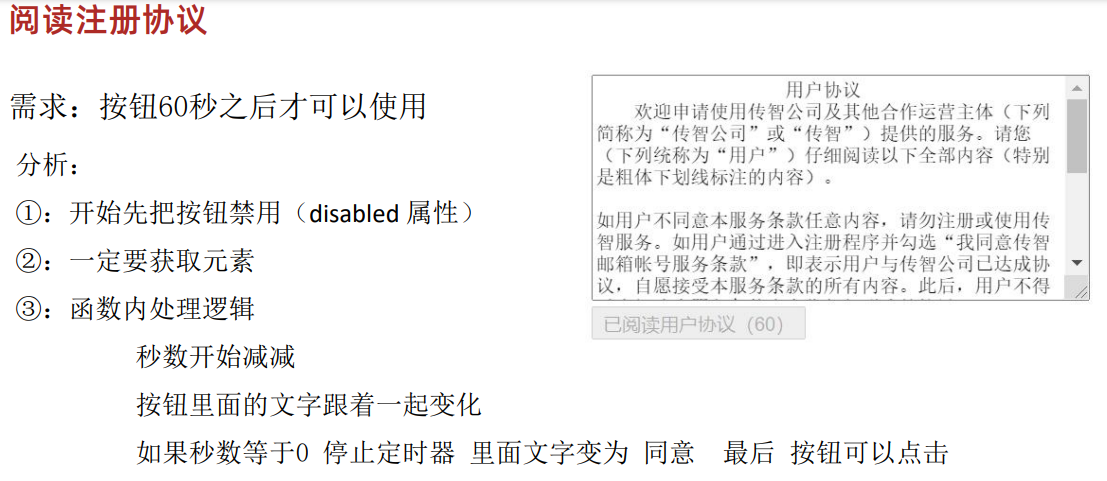 阅读注册协议
需求：按钮60秒之后才可以使用
分析：
①：开始先把按钮禁用（disabled 属性）
②：一定要获取元素
③：函数内处理逻辑
秒数开始减减
按钮里面的文字跟着一起变化
如果秒数等于0 停止定时器 里面文字变为 同意 最后 按钮可以点击
用户协议
欢迎申请使用传智公司及其他合作运营主体（下列
简称为“传智公司”或“传智”）提供的服务。请您
（下列统称为“用户”）仔细阅读以下全部内容（特别
是粗体下划线标注的内容）。
如用户不同意本服务条款任意内容，请勿注册或使用传
智服务。如用户通过进入注册程序并勾选“我同意传智
邮箱帐号服务条款”，即表示用户与传智公司已达成协
议，自愿接受本服务条款的所有内容。此后，用户不得
已阅读用户协议（60）